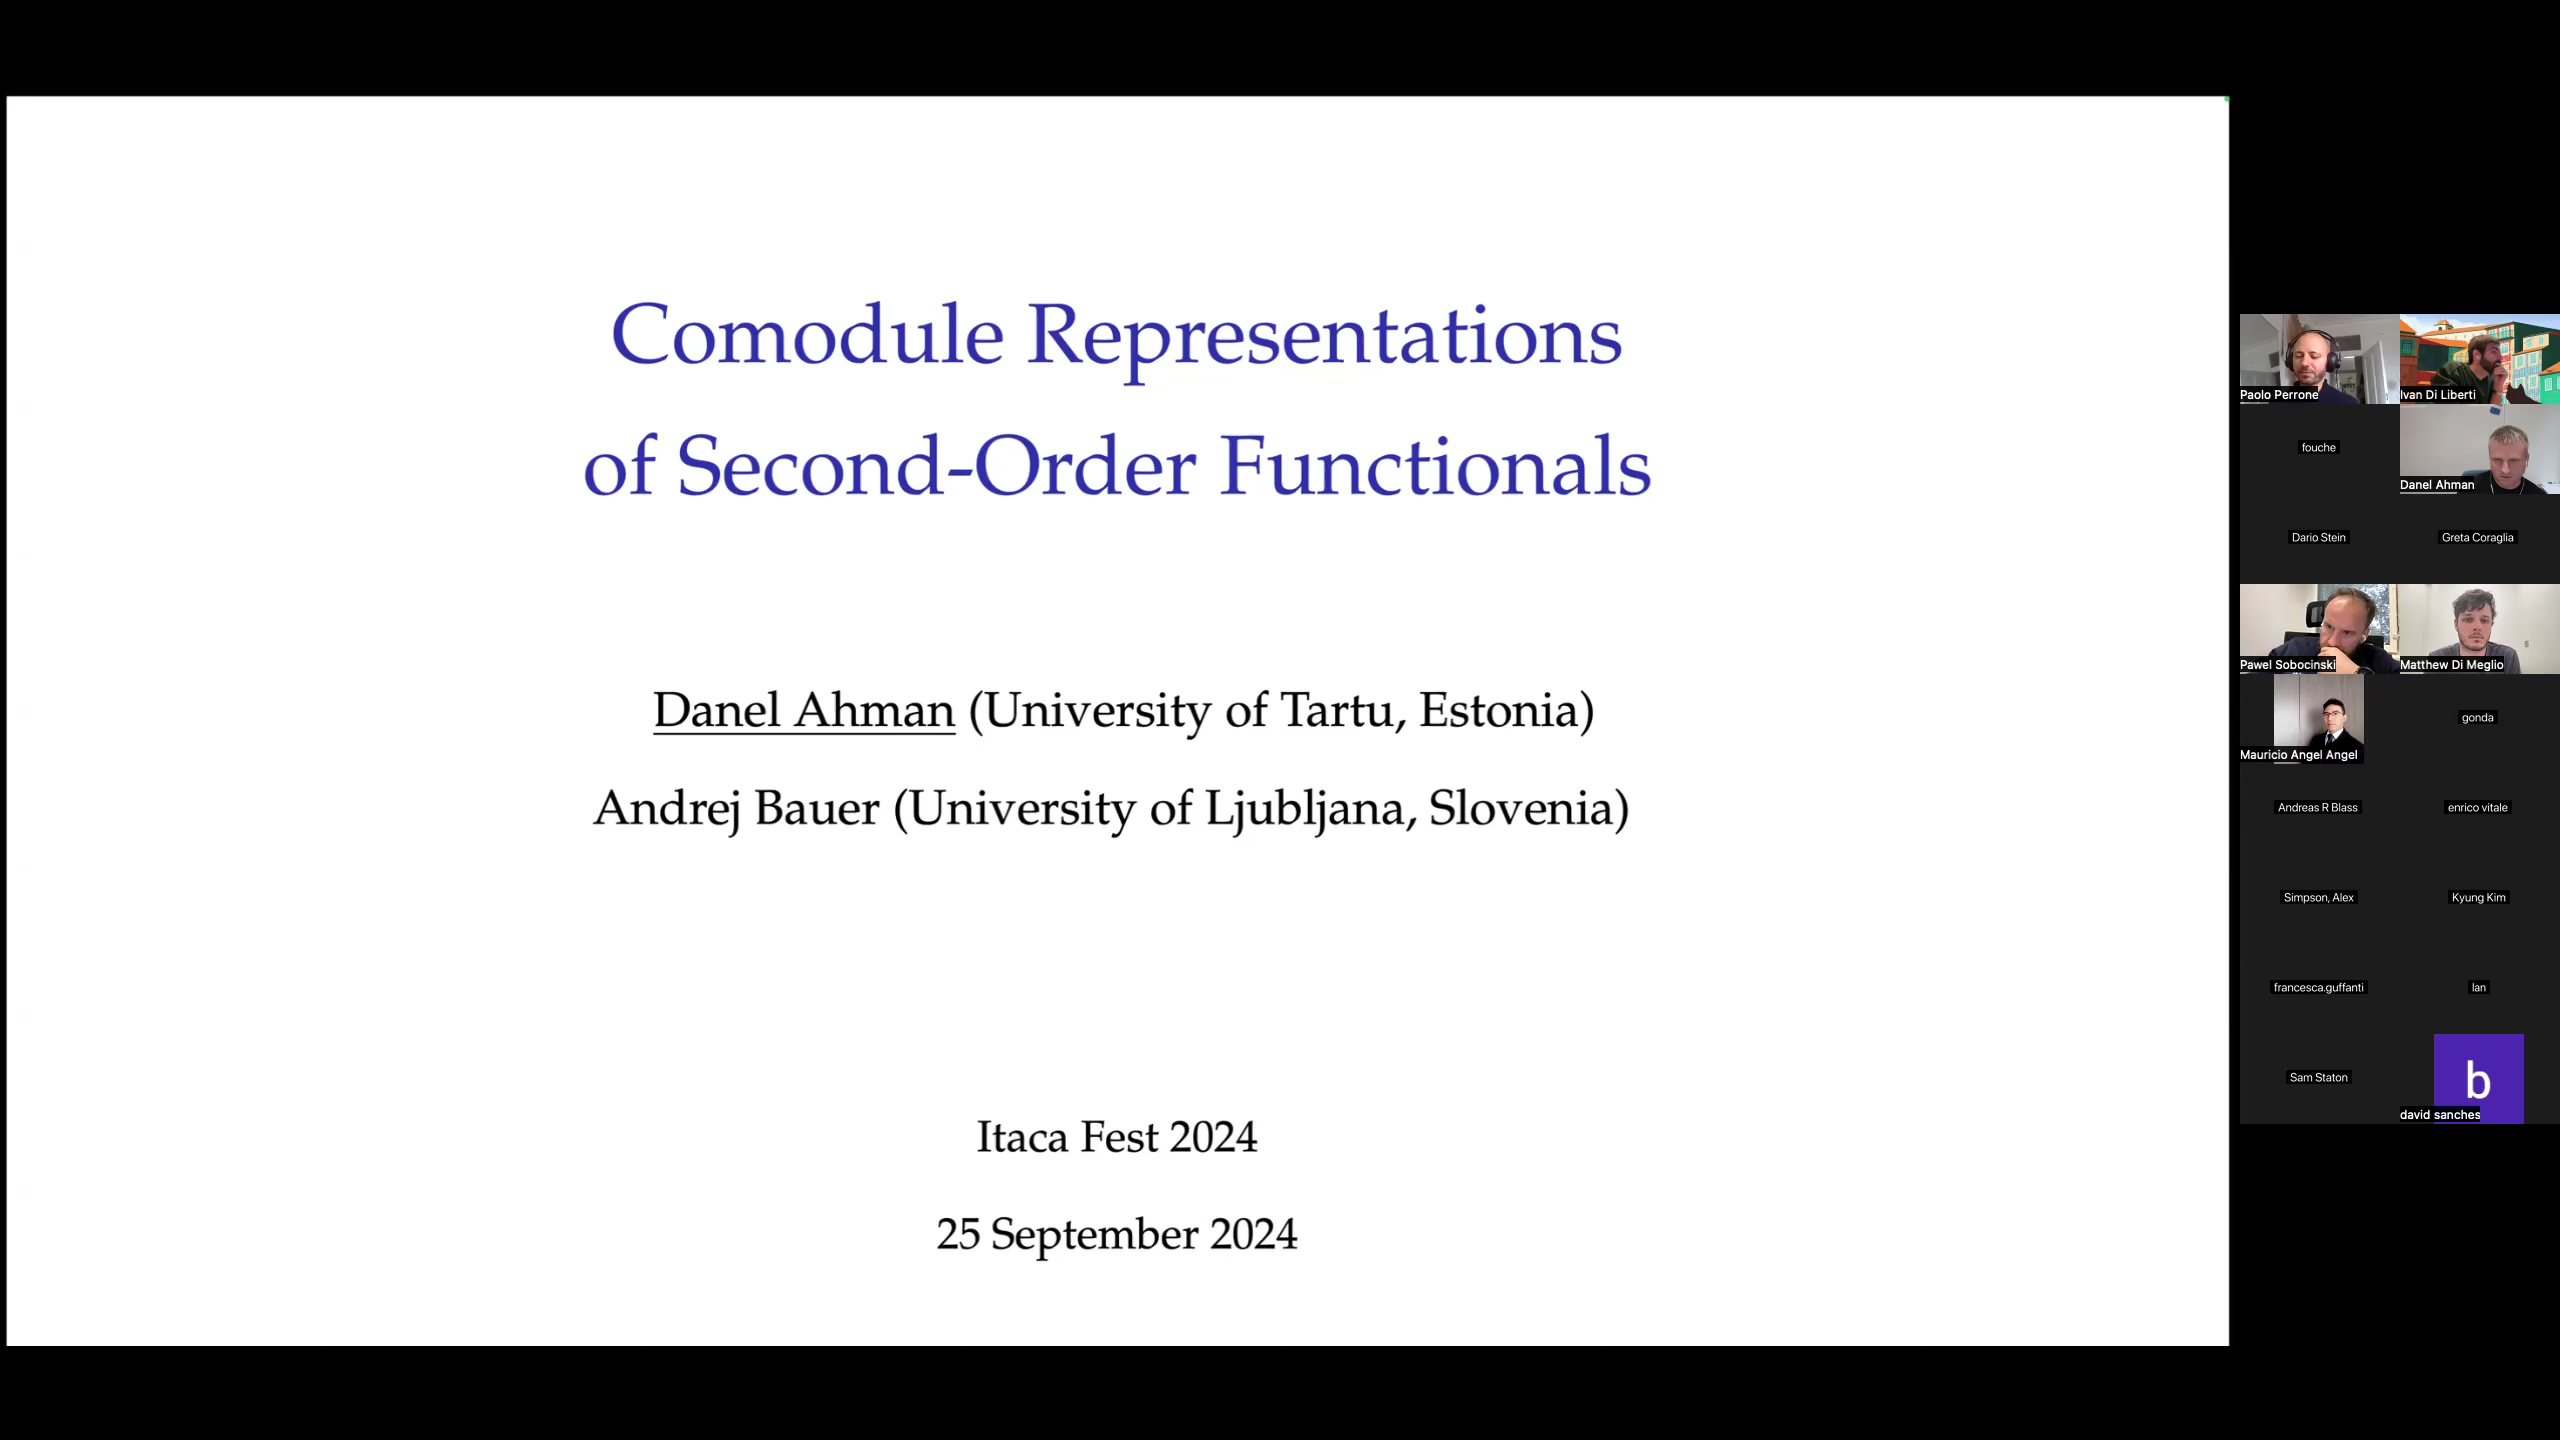 Comodule Representations
of Second-Order Functionals
Danel Ahman (University of Tartu, Estonia)
Andrej Bauer (University of Ljubljana, Slovenia)
Itaca Fest 2024
25 September 2024
Paolo Perrone
Ivan Di Liberti
fouche
Danel Ahman
Dario Stein
Greta Coraglia
Pawel Sobocinski
Matthew Di Meglio
Mauricio Angel Angel
gonda
Andreas R Blass
enrico vitale
Simpson, Alex
Kyung Kim
francesca.guffanti
Sam Staton
b
david sanches